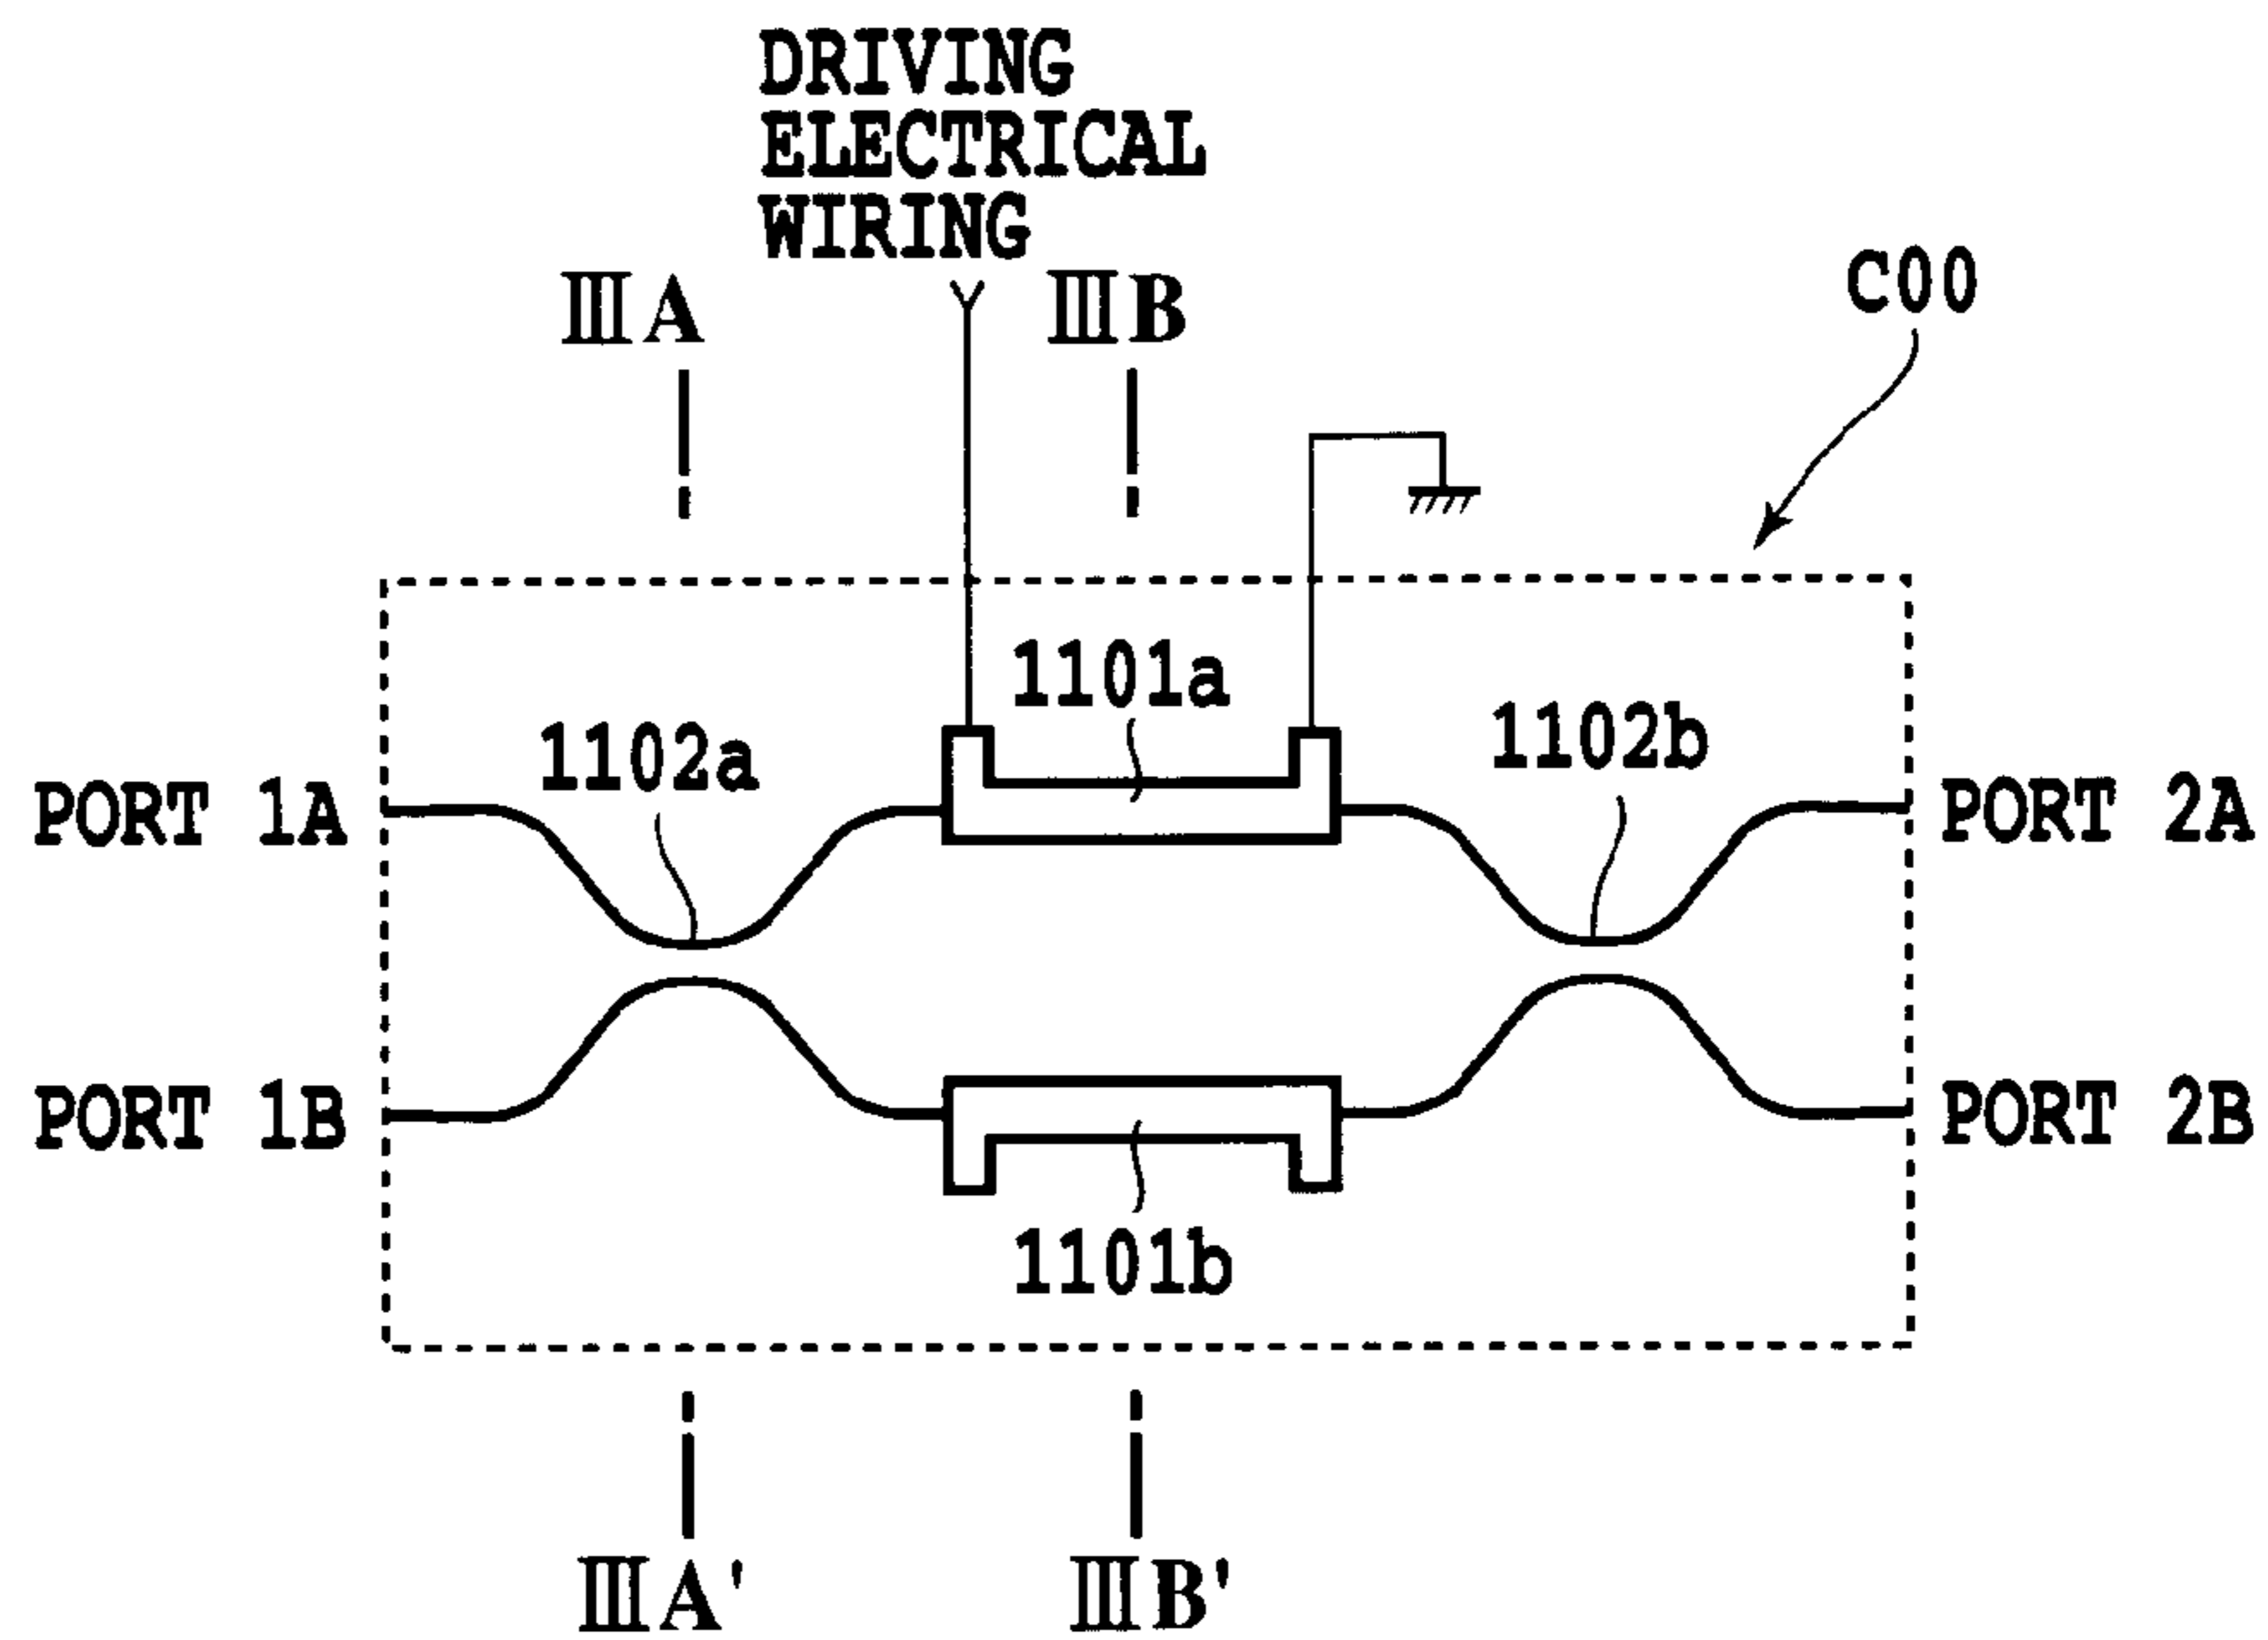 DRIVING
ELECTRICAL
WIRING
ⅢA
ⅢB
C00
1101a
1102a
1102b
PORT 1A
PORT 2A
PORT 1B
PORT 2B
1101b
ⅢA'
ⅢB'